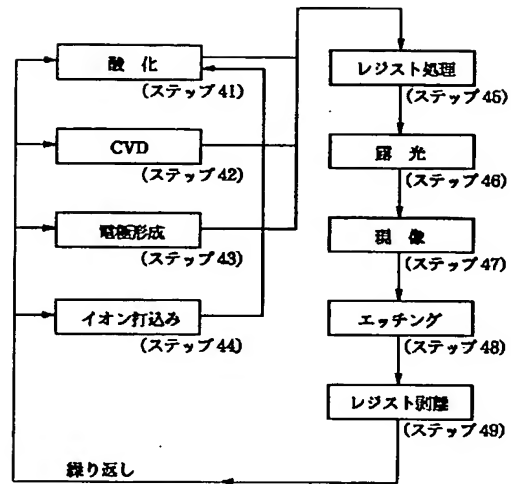 酸 化
(ステップ41)
CVD
(ステップ42)
電極形成
(ステップ43)
イオン打込み
(ステップ44)
レジスト処理
(ステップ45)
露 光
(ステップ46)
現 像
(ステップ47)
エッチング
(ステップ48)
レジスト剥離
(ステップ49)
繰り返し